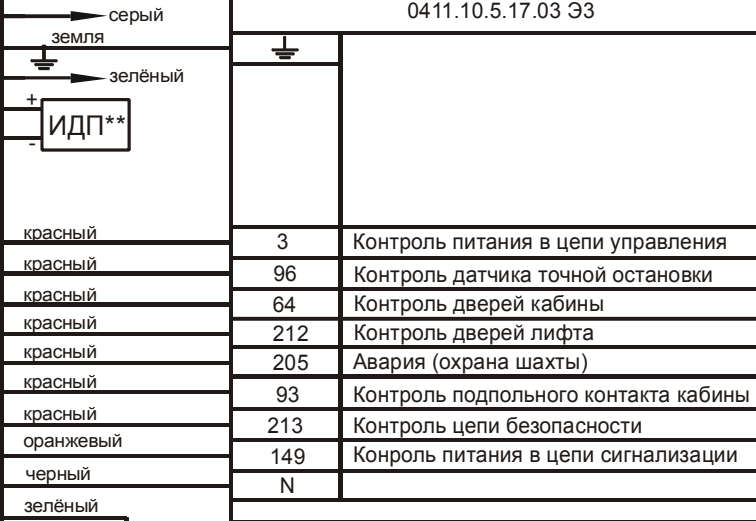 серый
0411.10.5.17.03 Э3
земля
зелёный
+
ИДП**
-
красный
3 Контроль питания в цепи управления
красный
96 Контроль датчика точной остановки
красный
64 Контроль дверей кабины
красный
212 Контроль дверей лифта
красный
205 Авария (охрана шахты)
красный
93 Контроль подпольного контакта кабины
красный
213 Контроль цепи безопасности
оранжевый
149 Конроль питания в цепи сигнализации
черный
N
зелёный